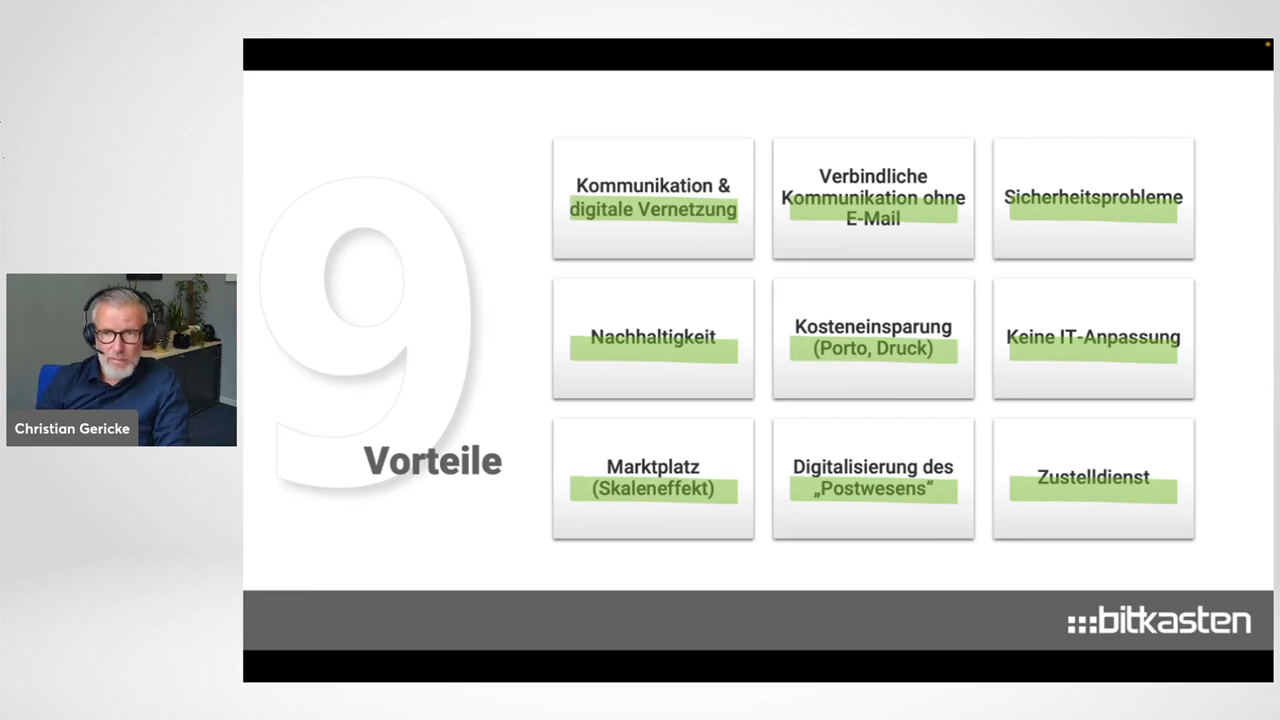 Christian Gericke
9
Vorteile
Kommunikation &
digitale Vernetzung
Verbindliche
Kommunikation ohne
E-Mail
Sicherheitsprobleme
Nachhaltigkeit
Kosteneinsparung
(Porto, Druck)
Keine IT-Anpassung
Marktplatz
(Skaleneffekt)
Digitalisierung des
„Postwesens“
Zustelldienst
bitkasten